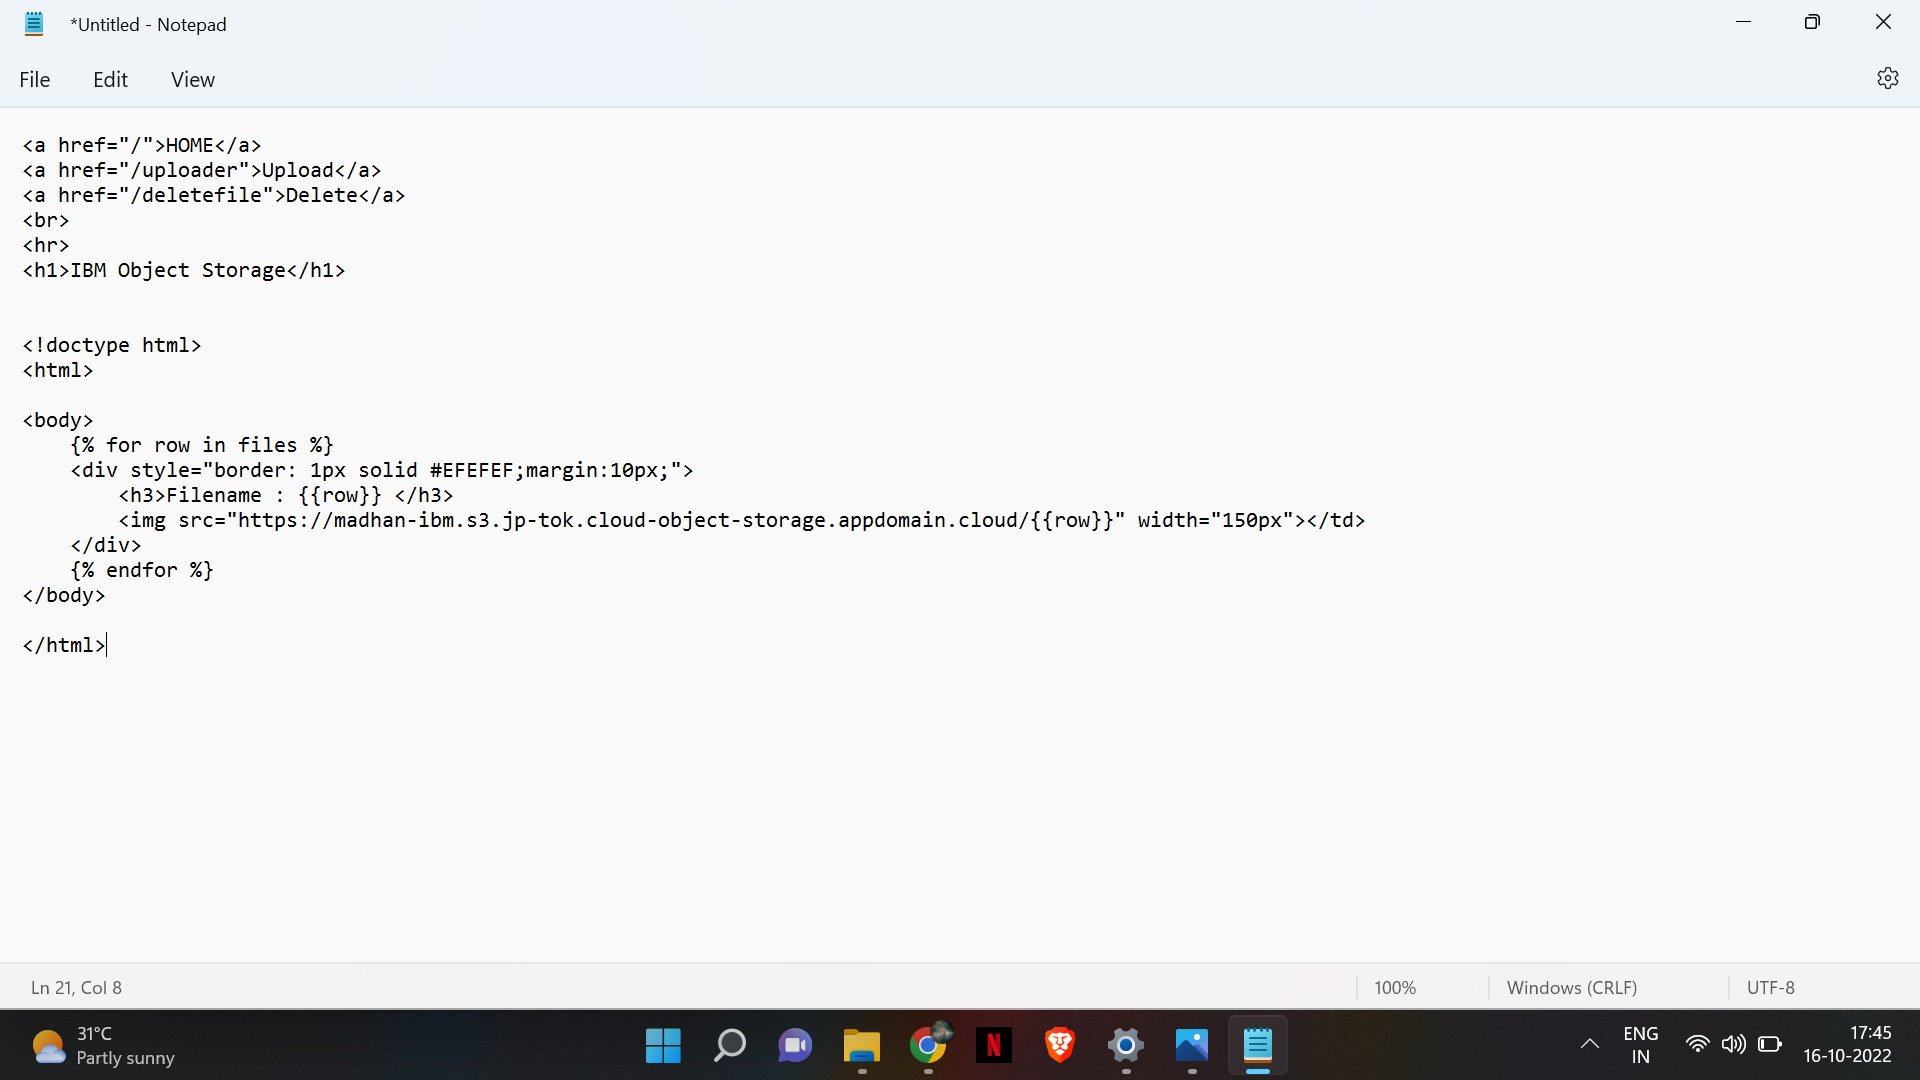 *Untitled - Notepad
File Edit View
<a href="/">HOME</a>
<a href="/uploader">Upload</a>
<a href="/deletefile">Delete</a>
<br>
<hr>
<h1>IBM Object Storage</h1>
<!doctype html>
<html>
<body>
    {% for row in files %}
    <div style="border: 1px solid #EFEFEF;margin:10px;">
        <h3>Filename : {{row}} </h3>
        <img src="https://madhan-ibm.s3.jp-tok.cloud-object-storage.appdomain.cloud/{{row}}" width="150px"></td>
    </div>
    {% endfor %}
</body>
</html>
Ln 21, Col 8 100% Windows (CRLF) UTF-8
31°C
Partly sunny
N
ENG
IN
17:45
16-10-2022